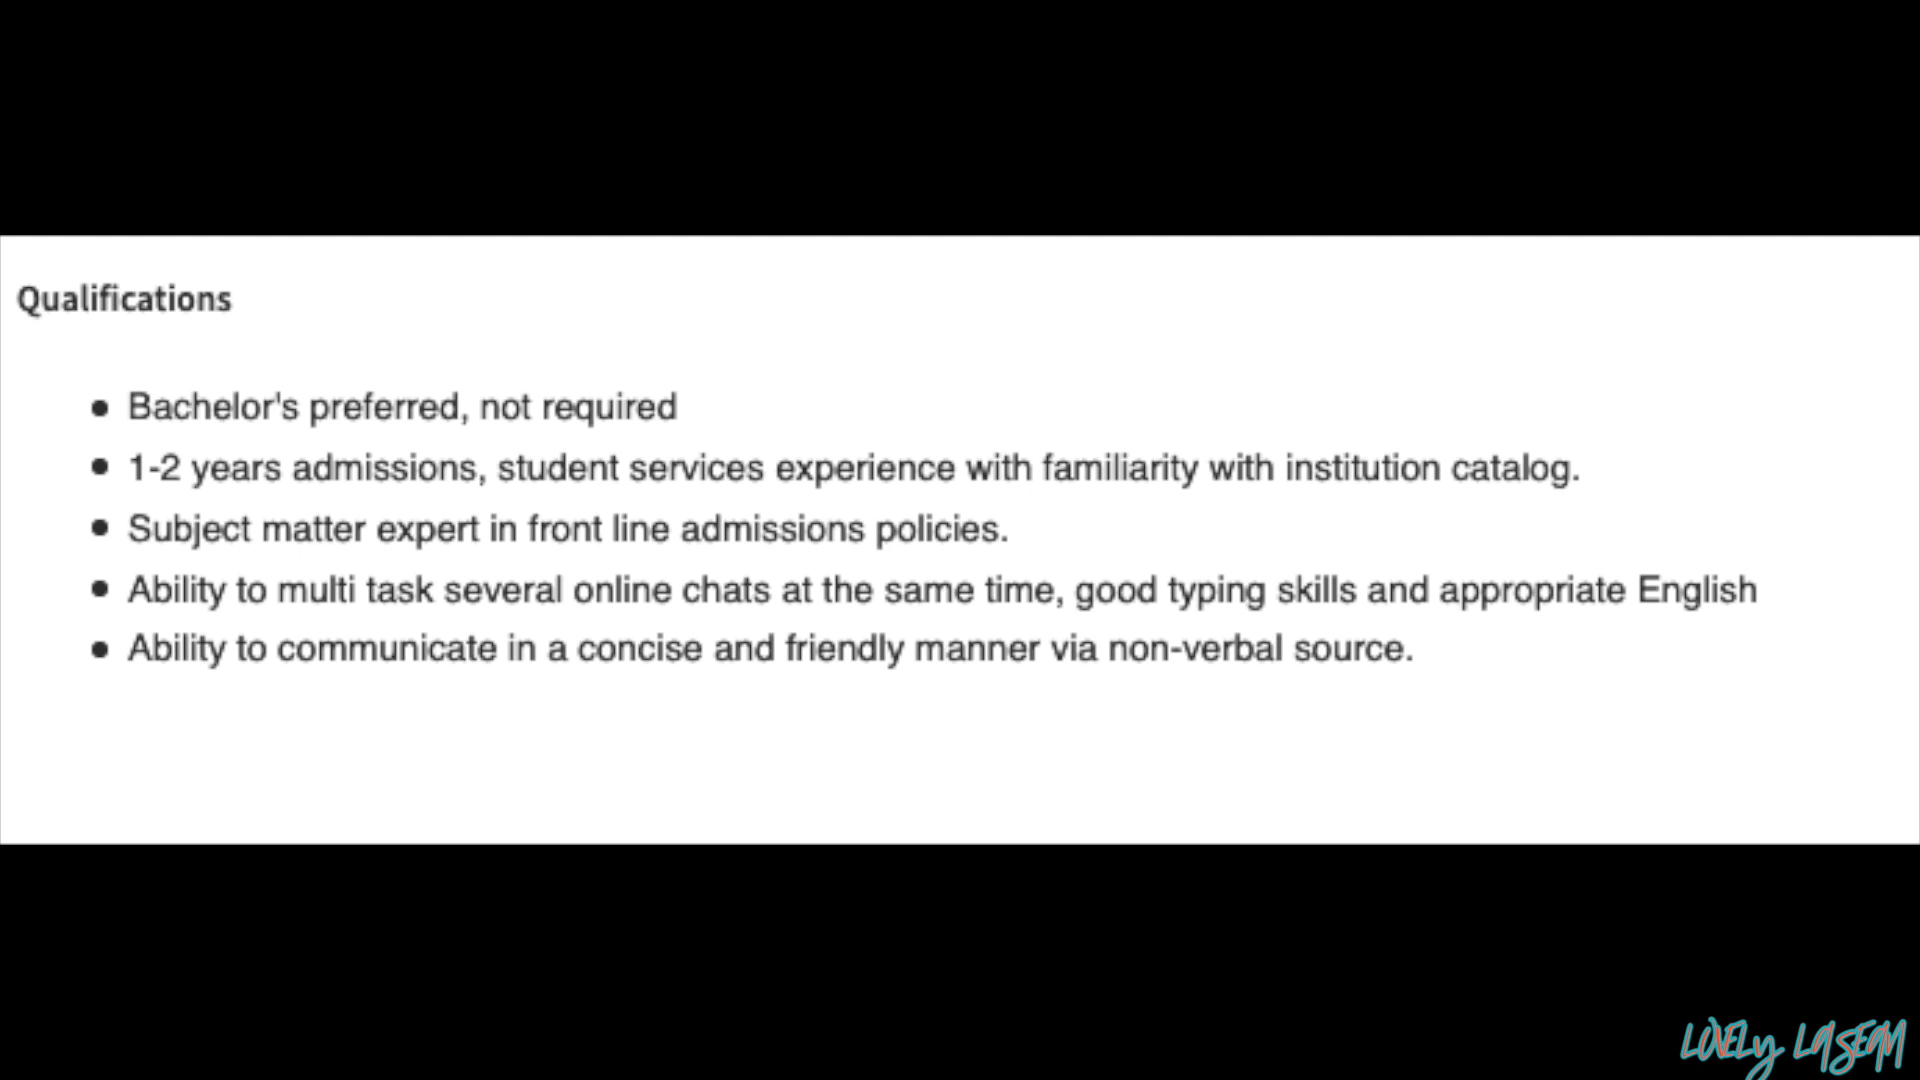 Qualifications
Bachelor's preferred, not required
1-2 years admissions, student services experience with familiarity with institution catalog.
Subject matter expert in front line admissions policies.
Ability to multi task several online chats at the same time, good typing skills and appropriate English
Ability to communicate in a concise and friendly manner via non-verbal source.
LOVELy LASEAN